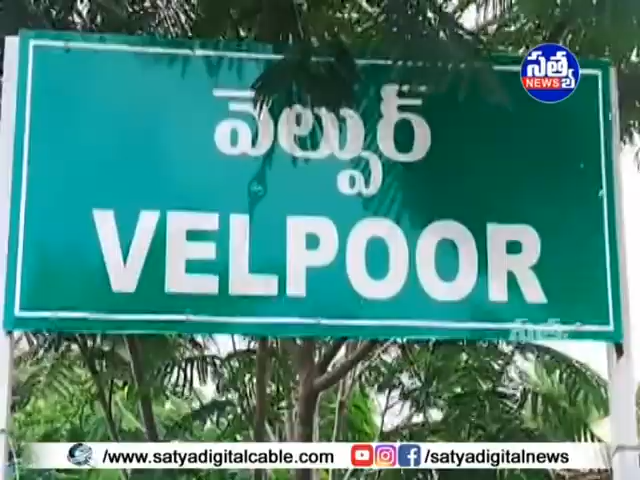 సత్య
NEWS
వెల్పూర్
VELPOOR
/www.satyadigitalcable.com
/satyadigitalnews